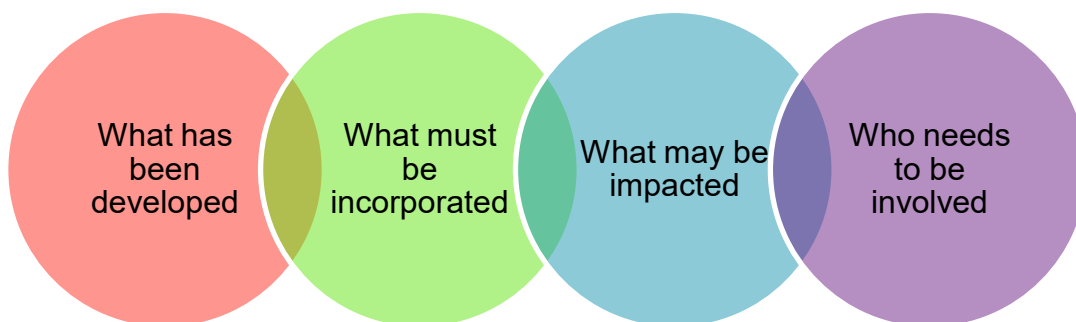 What has
been
developed
What must
be
incorporated
What may be
impacted
Who needs
to be
involved